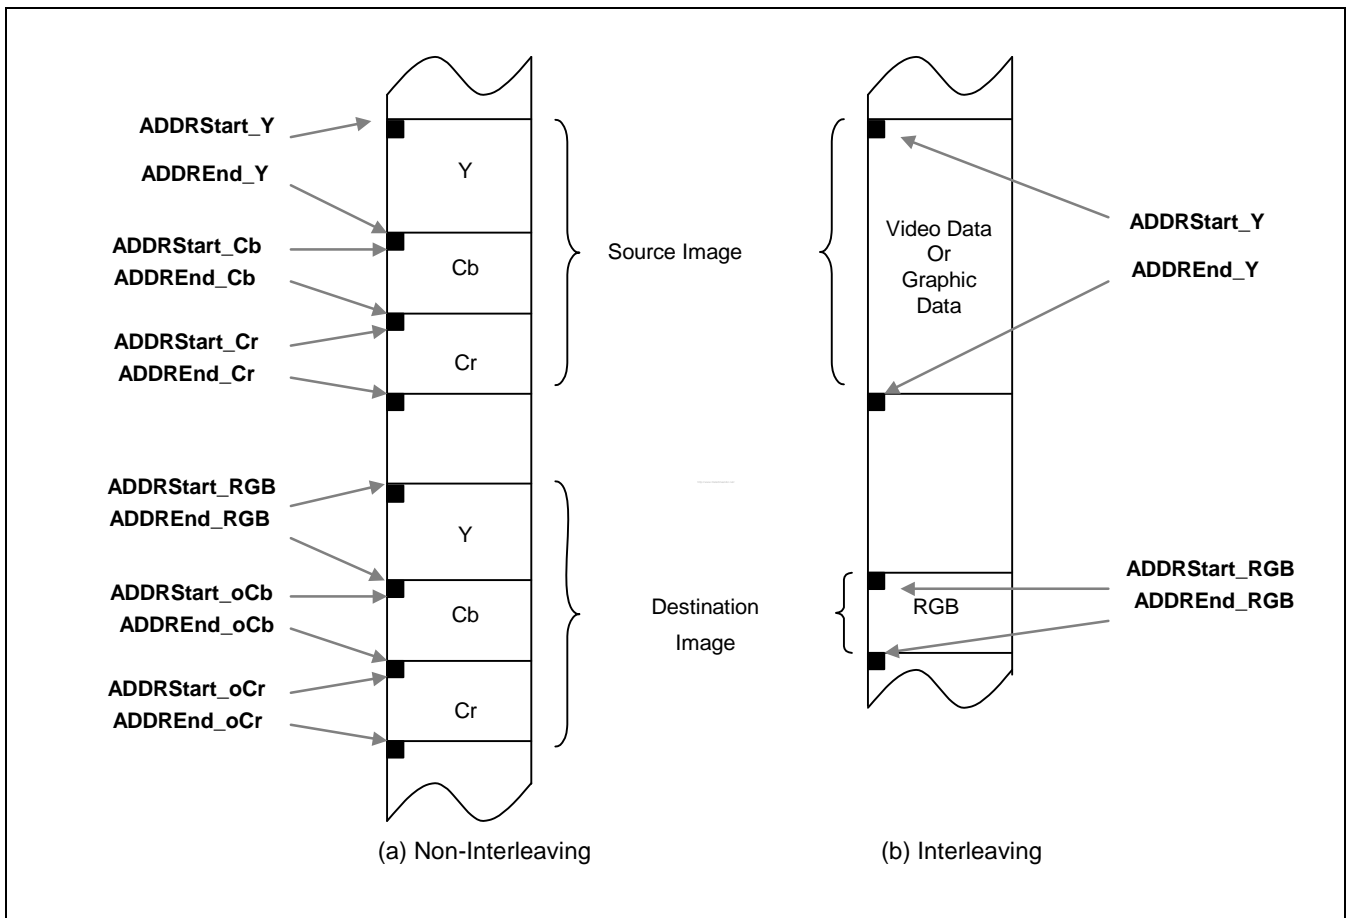 ADDRStart_Y
ADDREnd_Y
ADDRStart_Cb
ADDREnd_Cb
ADDRStart_Cr
ADDREnd_Cr
ADDRStart_RGB
ADDREnd_RGB
ADDRStart_oCb
ADDREnd_oCb
ADDRStart_oCr
ADDREnd_oCr
Y
Cb
Cr
Y
Cb
Cr
Source Image
Destination
Image
Video Data
Or
Graphic
Data
RGB
ADDRStart_Y
ADDREnd_Y
ADDRStart_RGB
ADDREnd_RGB
(a) Non-Interleaving
(b) Interleaving